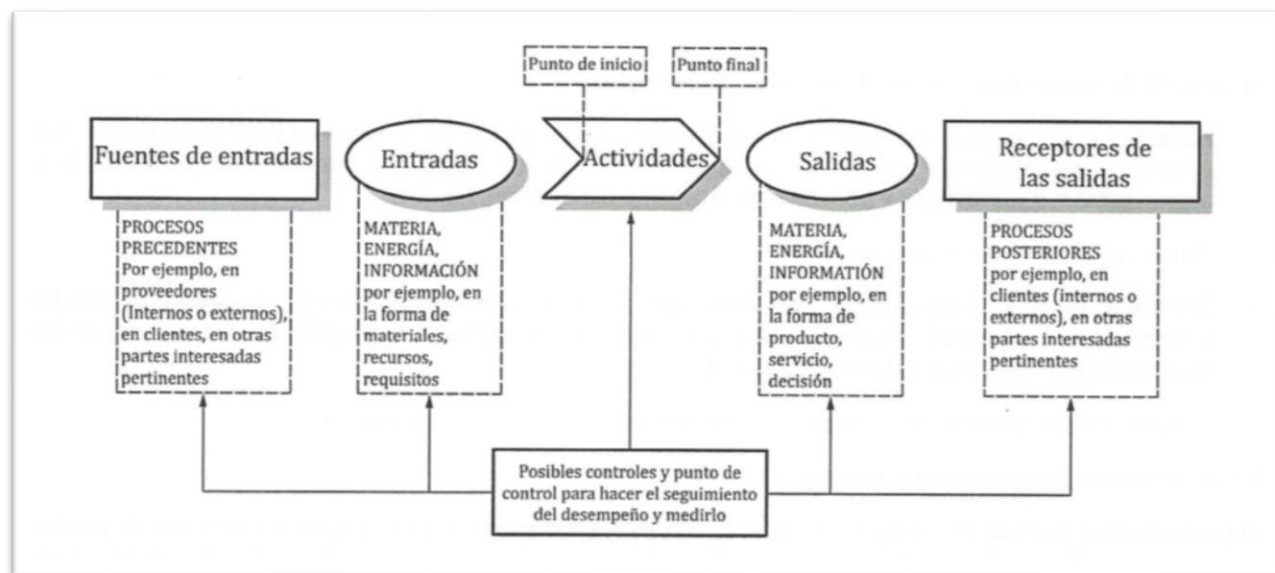 Punto de inicio
Punto final
Fuentes de entradas
Entradas
Actividades
Salidas
Receptores de
las salidas
PROCESOS
PRECEDENTES
Por ejemplo, en
proveedores
(Internos o externos),
en clientes, en otras
partes interesadas
pertinentes
MATERIA,
ENERGÍA,
INFORMACIÓN
por ejemplo, en
la forma de
materiales,
recursos,
requisitos
MATERIA,
ENERGÍA,
INFORMATIÓN
por ejemplo, en
la forma de
producto,
servicio,
decisión
PROCESOS
POSTERIORES
por ejemplo, en
clientes (internos o
externos), en otras
partes interesadas
pertinentes
Posibles controles y punto de
control para hacer el seguimiento
del desempeño y medirlo